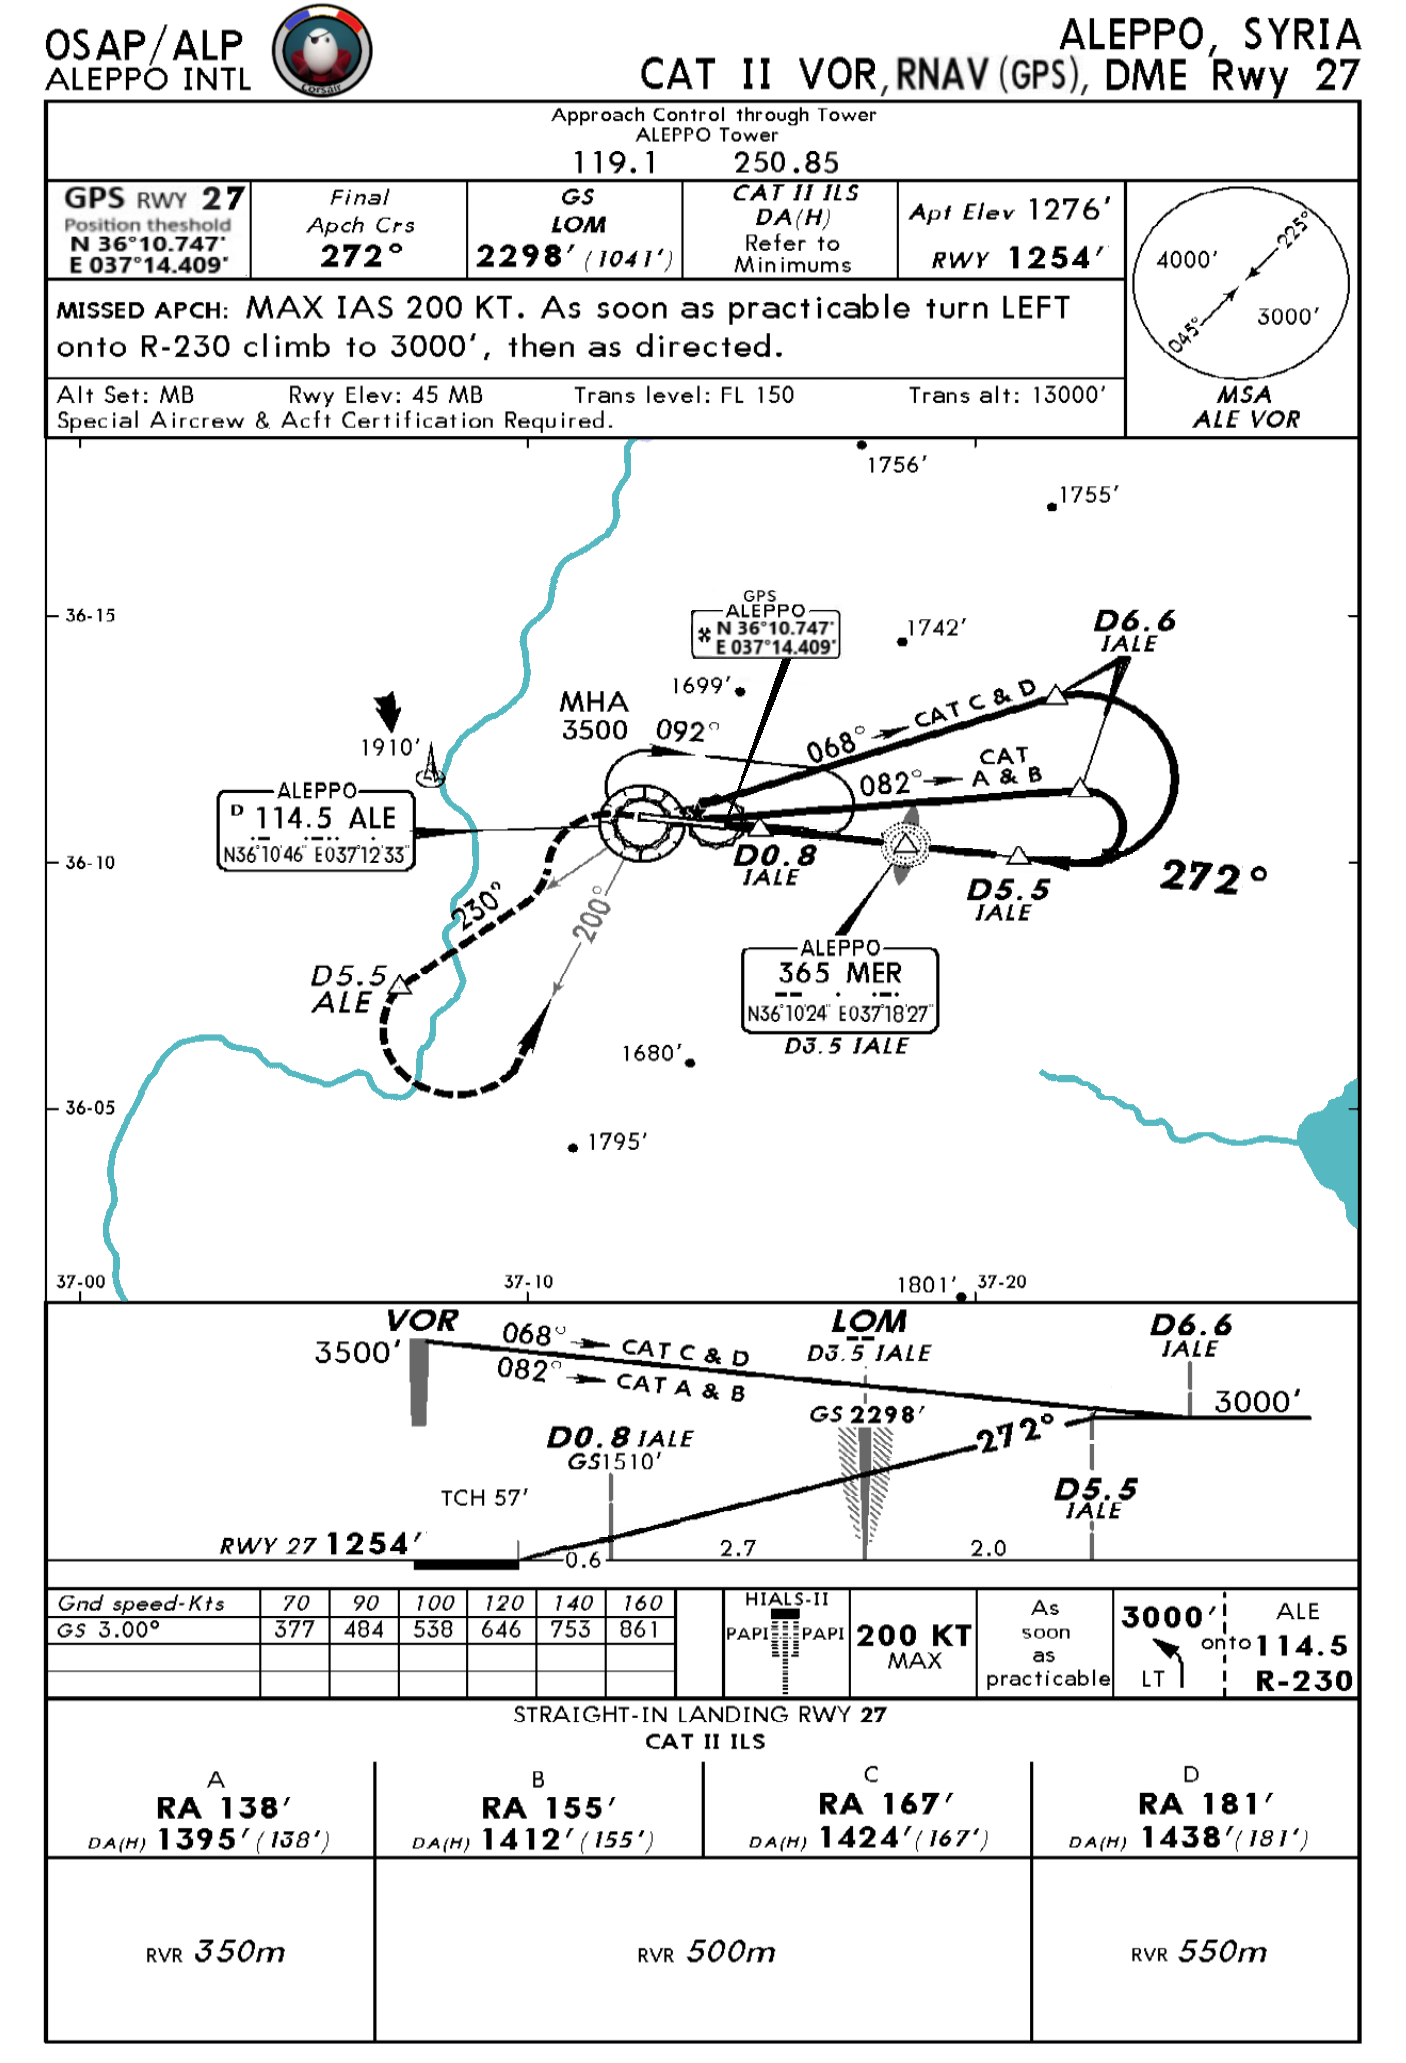 OSAP/ALP
ALEPPO INTL
Corsair
ALEPPO, SYRIA
CAT II VOR, RNAV (GPS), DME Rwy 27
Approach Control through Tower
ALEPPO Tower
119.1 250.85
GPS RWY 27
Position theshold
N 36°10.747'
E 037°14.409'
Final
Apch Crs
272°
GS
LOM
2298' (1041')
CAT II ILS
DA(H)
Refer to
Minimums
Apt Elev 1276'
RWY 1254'
4000'
225°
045°
3000'
MSA
ALE VOR
MISSED APCH: MAX IAS 200 KT. As soon as practicable turn LEFT
onto R-230 climb to 3000', then as directed.
Alt Set: MB Rwy Elev: 45 MB Trans level: FL 150 Trans alt: 13000'
Special Aircrew & Acft Certification Required.
1756'
1755'
36-15
GPS
ALEPPO
N 36°10.747'
E 037°14.409'
1742'
D6.6
IALE
1699'
MHA
3500
092°
068° CAT C & D
082° CAT
A & B
1910'
ALEPPO
D 114.5 ALE
N36°10'46" E037°12'33"
36-10
D0.8
IALE
272°
D5.5
IALE
230°
200°
ALEPPO
365 MER
N36°10'24" E037°18'27"
D3.5 IALE
D5.5
ALE
1680'
36-05
1795'
37-00
37-10
1801'
37-20
VOR
3500'
068° CAT C & D
082° CAT A & B
LOM
D3.5 IALE
GS 2298'
D6.6
IALE
3000'
272°
D0.8 IALE
GS1510'
D5.5
IALE
TCH 57'
RWY 27 1254'
0.6
2.7
2.0
Gnd speed-Kts 70 90 100 120 140 160
GS 3.00° 377 484 538 646 753 861
HIALS-II
PAPI PAPI
200 KT
MAX
As
soon
as
practicable
3000'
LT
onto
ALE
114.5
R-230
STRAIGHT-IN LANDING RWY 27
CAT II ILS
A
RA 138'
DA(H) 1395' (138')
B
RA 155'
DA(H) 1412' (155')
C
RA 167'
DA(H) 1424' (167')
D
RA 181'
DA(H) 1438' (181')
RVR 350m
RVR 500m
RVR 550m